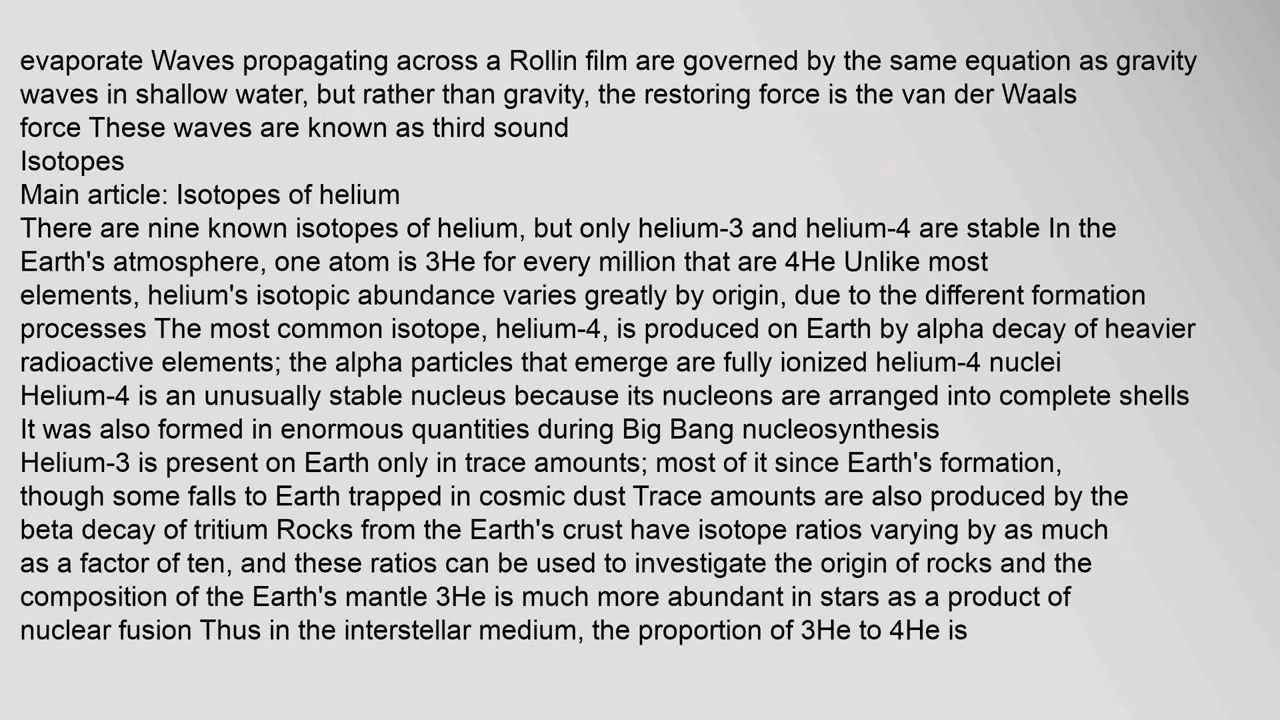 evaporate Waves propagating across a Rollin film are governed by the same equation as gravity
waves in shallow water, but rather than gravity, the restoring force is the van der Waals
force These waves are known as third sound
Isotopes
Main article: Isotopes of helium
There are nine known isotopes of helium, but only helium-3 and helium-4 are stable In the
Earth's atmosphere, one atom is 3He for every million that are 4He Unlike most
elements, helium's isotopic abundance varies greatly by origin, due to the different formation
processes The most common isotope, helium-4, is produced on Earth by alpha decay of heavier
radioactive elements; the alpha particles that emerge are fully ionized helium-4 nuclei
Helium-4 is an unusually stable nucleus because its nucleons are arranged into complete shells
It was also formed in enormous quantities during Big Bang nucleosynthesis
Helium-3 is present on Earth only in trace amounts; most of it since Earth's formation,
though some falls to Earth trapped in cosmic dust Trace amounts are also produced by the
beta decay of tritium Rocks from the Earth's crust have isotope ratios varying by as much
as a factor of ten, and these ratios can be used to investigate the origin of rocks and the
composition of the Earth's mantle 3He is much more abundant in stars as a product of
nuclear fusion Thus in the interstellar medium, the proportion of 3He to 4He is